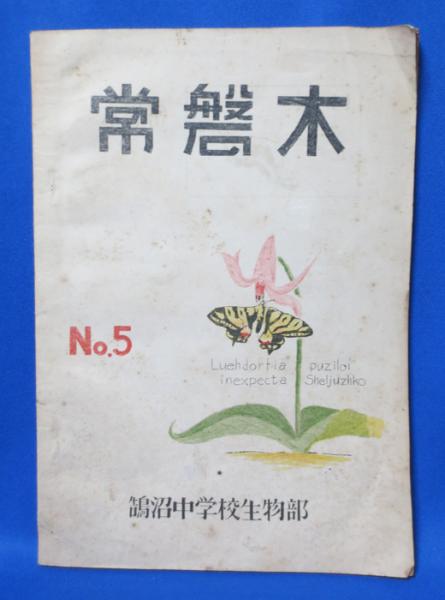 常磐木
No.5
Luehdorfia puziloi
inexpecta Sheljuzhko
鵠沼中学校生物部